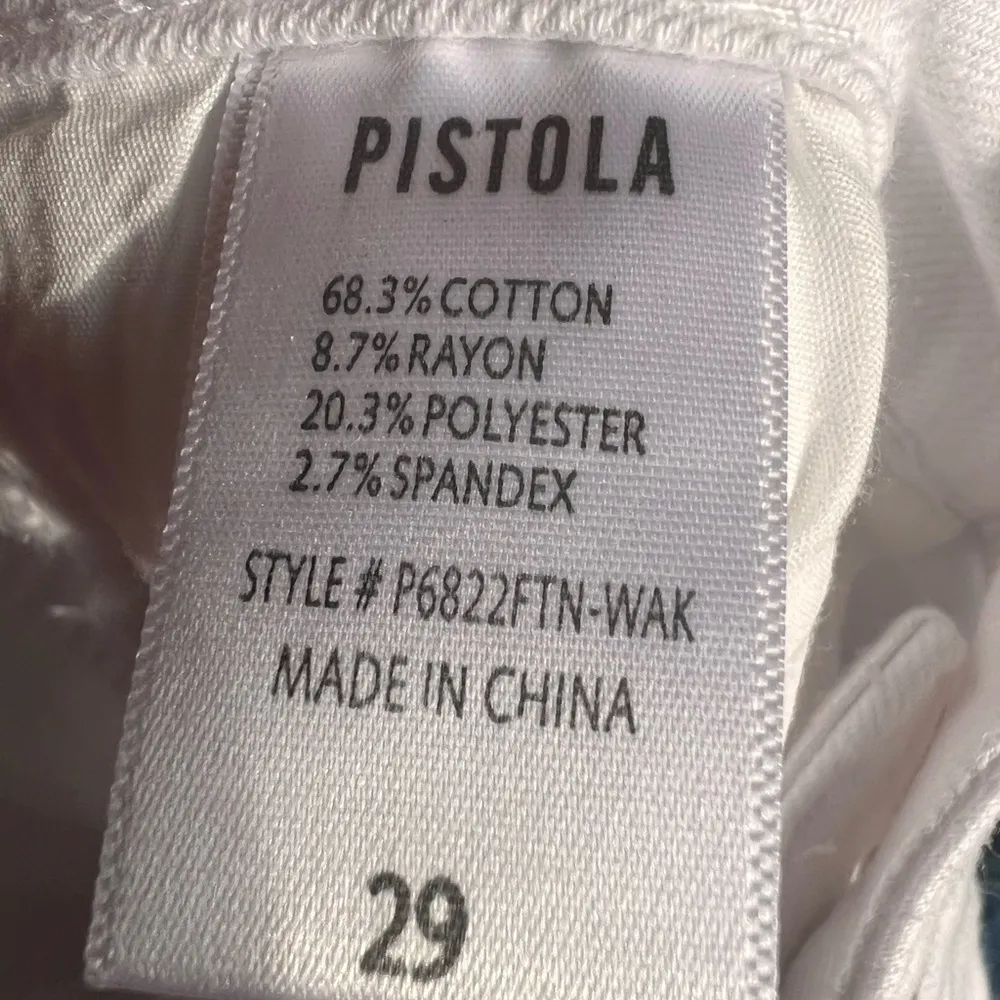 PISTOLA
68.3% COTTON
8.7% RAYON
20.3% POLYESTER
2.7% SPANDEX
STYLE # P6822FTN-WAK
MADE IN CHINA
29